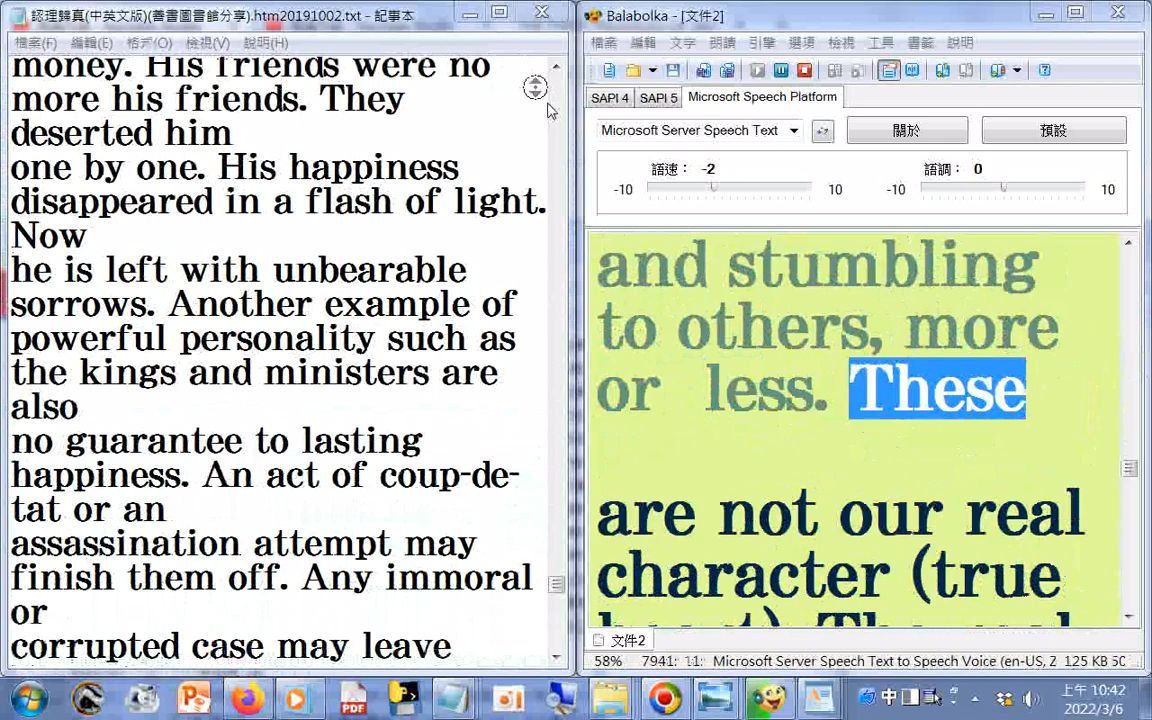 認理歸真(中英文版)(善書圖書館分享).htm20191002.txt - 記事本
檔案(F) 編輯(E) 格式(O) 檢視(V) 說明(H)
money. His friends were no
more his friends. They
deserted him
one by one. His happiness
disappeared in a flash of light.
Now
he is left with unbearable
sorrows. Another example of
powerful personality such as
the kings and ministers are
also
no guarantee to lasting
happiness. An act of coup-de-
tat or an
assassination attempt may
finish them off. Any immoral
or
corrupted case may leave
Balabolka - [文件2]
檔案 編輯 文字 朗讀 引擎 選項 檢視 工具 書籤 說明
SAPI 4 SAPI 5 Microsoft Speech Platform
Microsoft Server Speech Text 關於 預設
語速: -2 語調: 0
-10 10 -10 10
and stumbling
to others, more
or less. These
are not our real
character (true
文件2
58% 7941: 11: Microsoft Server Speech Text to Speech Voice (en-US, Z 125 KB
PDF 中 上午 10:42
2022/3/6